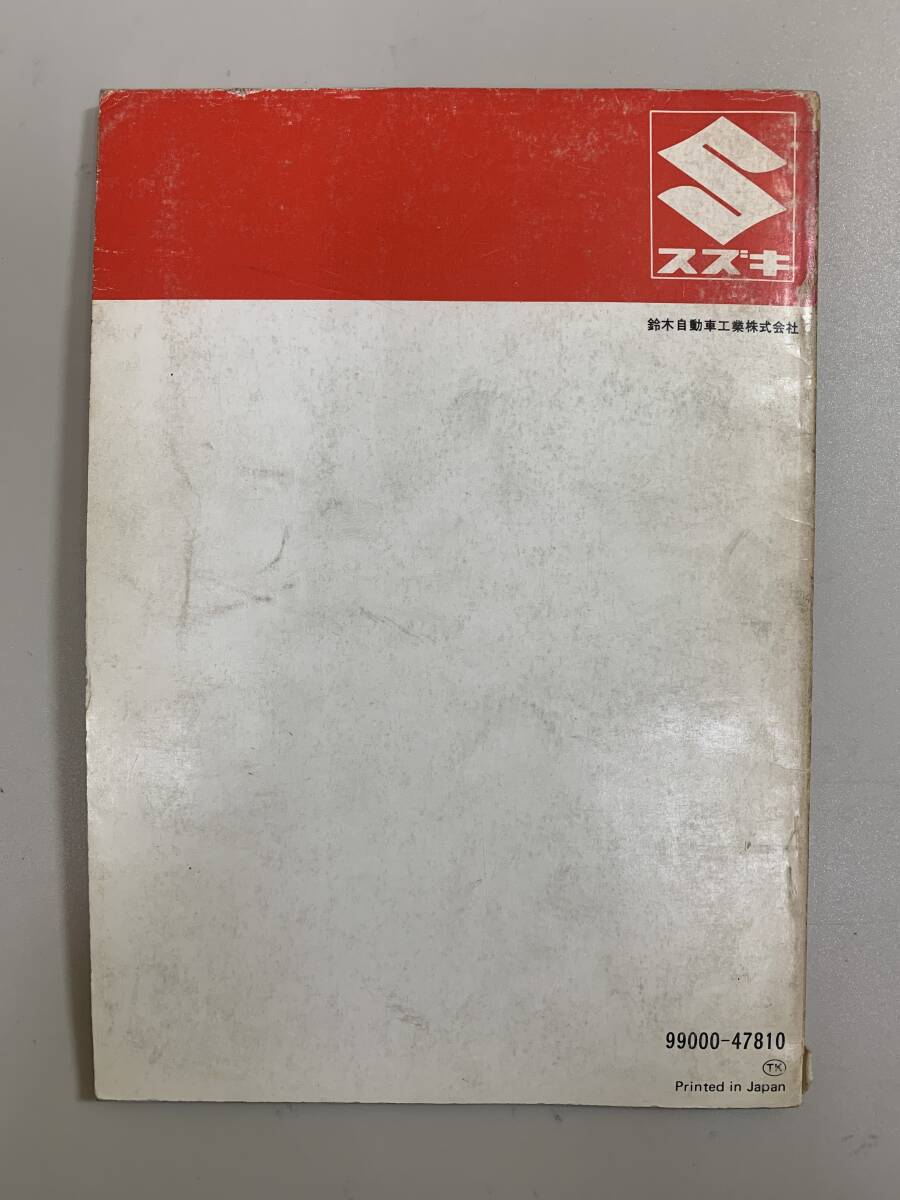 スズキ
鈴木自動車工業株式会社
99000-47810
TK
Printed in Japan